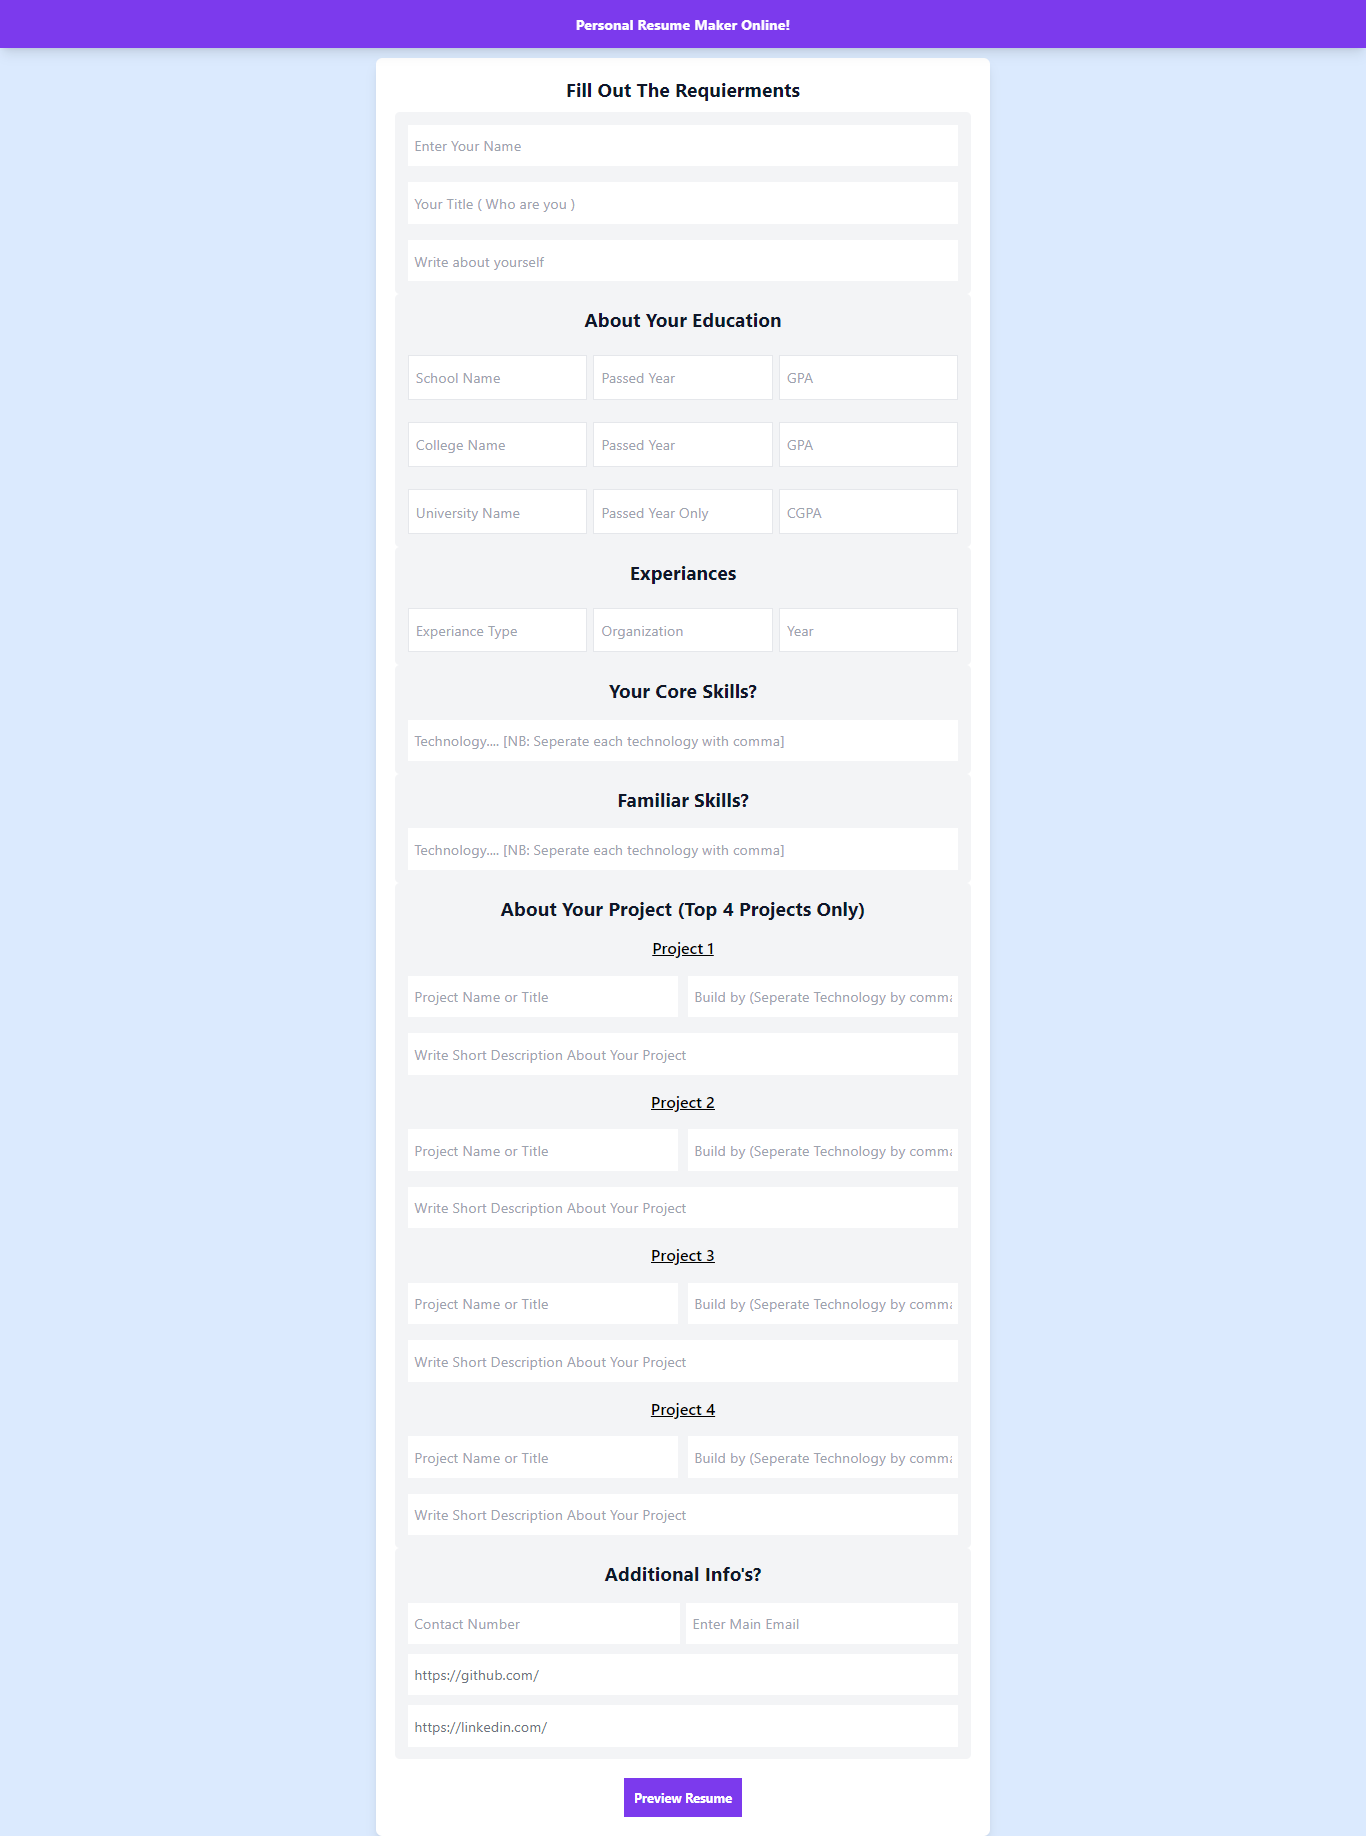 Personal Resume Maker Online!
Fill Out The Requierments
Enter Your Name
Your Title ( Who are you )
Write about yourself
About Your Education
School Name Passed Year GPA
College Name Passed Year GPA
University Name Passed Year Only CGPA
Experiances
Experiance Type Organization Year
Your Core Skills?
Technology.... [NB: Seperate each technology with comma]
Familiar Skills?
Technology.... [NB: Seperate each technology with comma]
About Your Project (Top 4 Projects Only)
Project 1
Project Name or Title Build by (Seperate Technology by comma
Write Short Description About Your Project
Project 2
Project Name or Title Build by (Seperate Technology by comma
Write Short Description About Your Project
Project 3
Project Name or Title Build by (Seperate Technology by comma
Write Short Description About Your Project
Project 4
Project Name or Title Build by (Seperate Technology by comma
Write Short Description About Your Project
Additional Info's?
Contact Number Enter Main Email
https://github.com/
https://linkedin.com/
Preview Resume